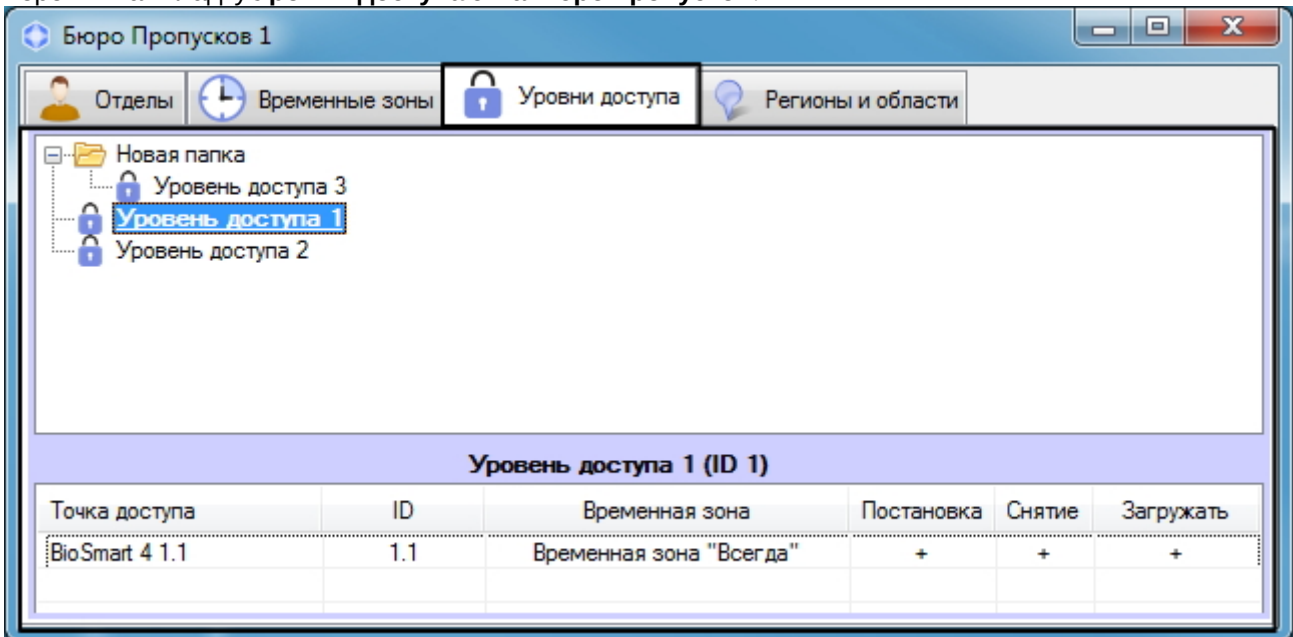 Бюро Пропусков 1
Отделы Временные зоны Уровни доступа Регионы и области
Новая папка
Уровень доступа 3
Уровень доступа 1
Уровень доступа 2
Уровень доступа 1 (ID 1)
Точка доступа ID Временная зона Постановка Снятие Загружать
BioSmart 4 1.1 1.1 Временная зона "Всегда" + + +